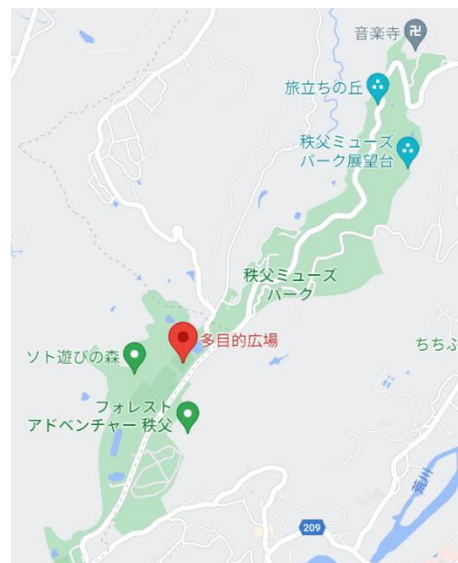 音楽寺
旅立ちの丘
秩父ミューズ
パーク展望台
秩父ミューズ
パーク
多目的広場
ちちぶ
ソト遊びの森
フォレスト
アドベンチャー 秩父
荒川
209